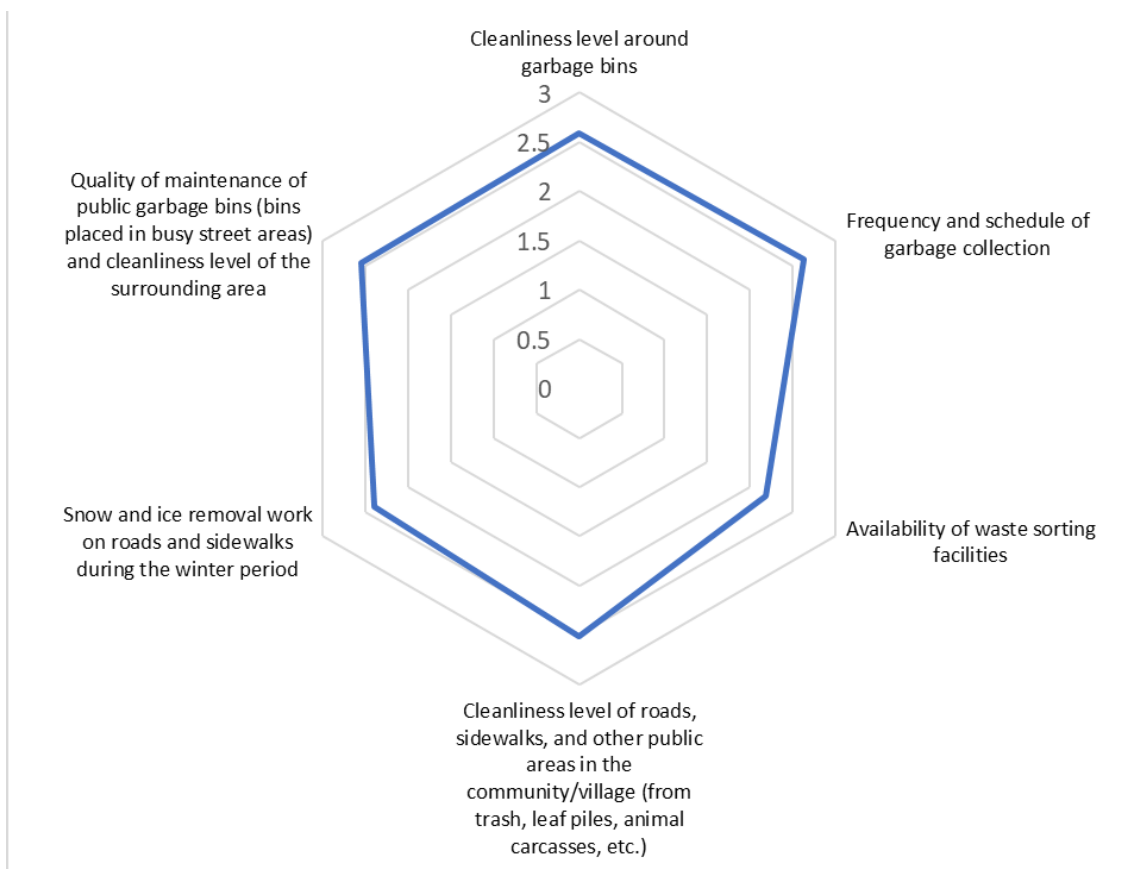 Cleanliness level around
garbage bins
3
2.5
2
1.5
1
0.5
0
Frequency and schedule of
garbage collection
Availability of waste sorting
facilities
Cleanliness level of roads,
sidewalks, and other public
areas in the
community/village (from
trash, leaf piles, animal
carcasses, etc.)
Snow and ice removal work
on roads and sidewalks
during the winter period
Quality of maintenance of
public garbage bins (bins
placed in busy street areas)
and cleanliness level of the
surrounding area